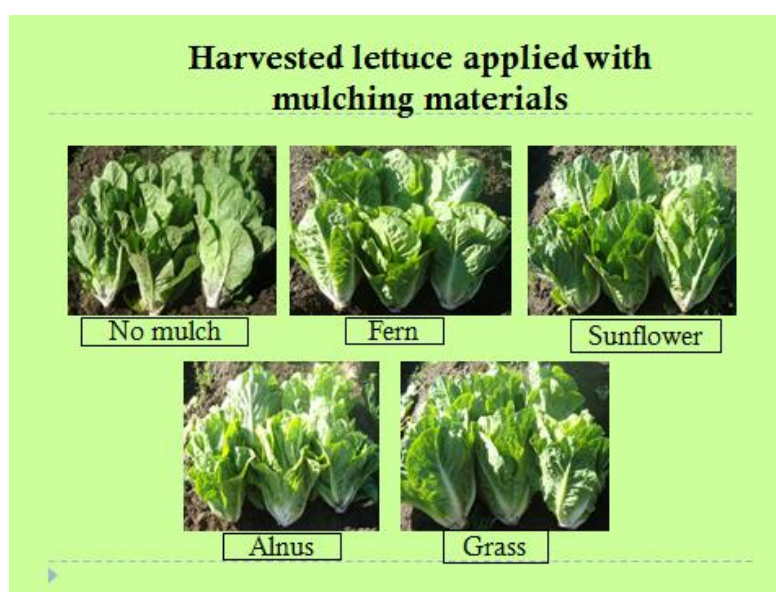 Harvested lettuce applied with
mulching materials
No mulch
Fern
Sunflower
Alnus
Grass